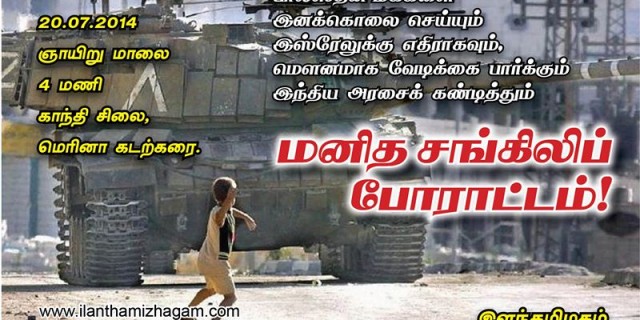 20.07.2014
ஞாயிறு மாலை
4 மணி
காந்தி சிலை,
மெரினா கடற்கரை.
இனக்கொலை செய்யும்
இஸ்ரேலுக்கு எதிராகவும்,
மௌனமாக வேடிக்கை பார்க்கும்
இந்திய அரசைக் கண்டித்தும்
மனித சங்கிலிப்
போராட்டம்!
www.ilanthamizhagam.com